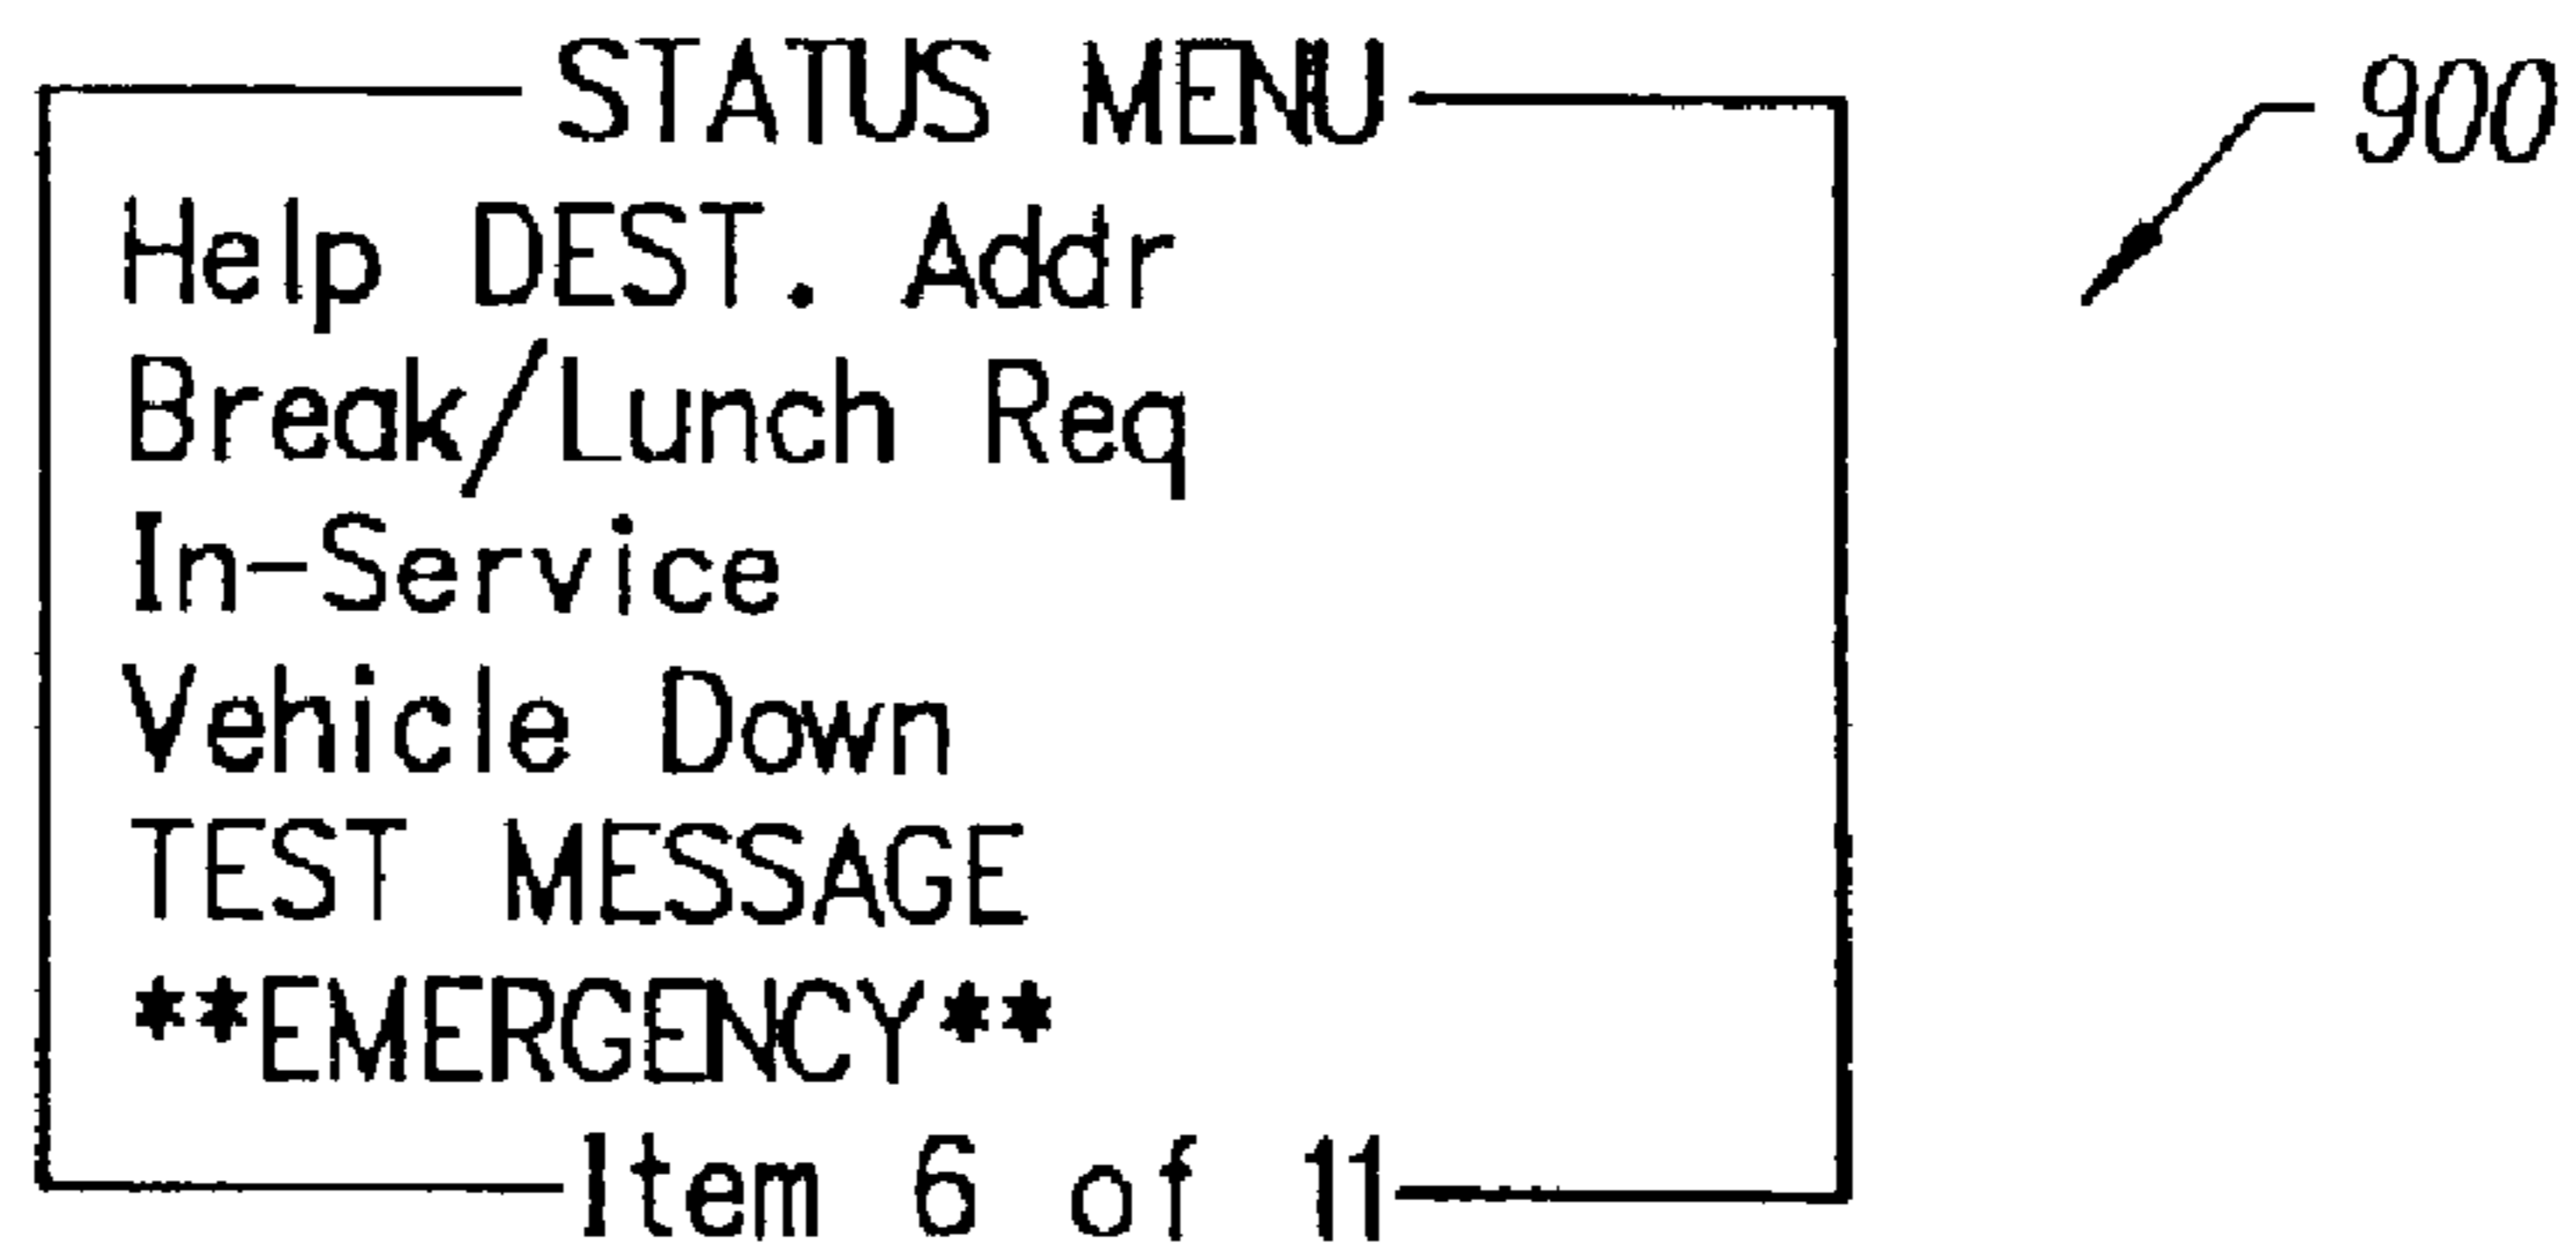 STATUS MENU
900
Help DEST. Addr
Break/Lunch Req
In-Service
Vehicle Down
TEST MESSAGE
**EMERGENCY**
Item 6 of 11